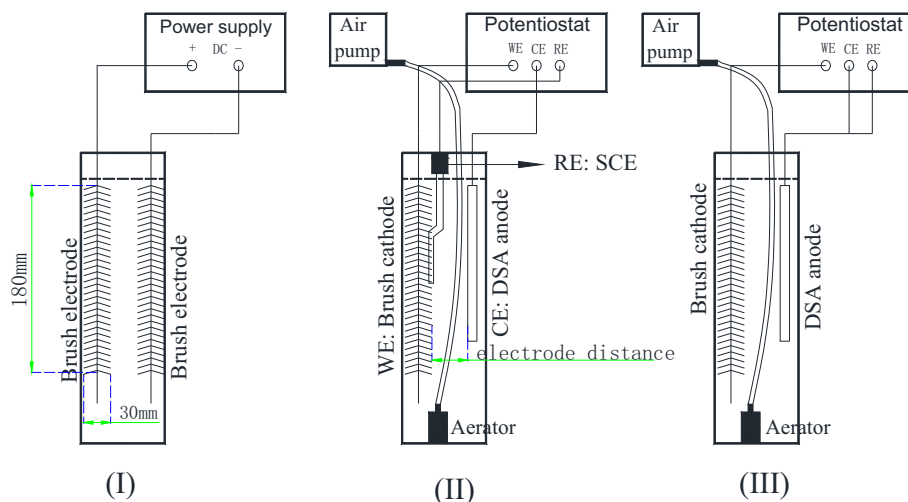 Power supply
+ DC −
Brush electrode
Brush electrode
180mm
30mm
(I)
Air
pump
Potentiostat
WE CE RE
RE: SCE
WE: Brush cathode
CE: DSA anode
electrode distance
Aerator
(II)
Air
pump
Potentiostat
WE CE RE
Brush cathode
DSA anode
Aerator
(III)